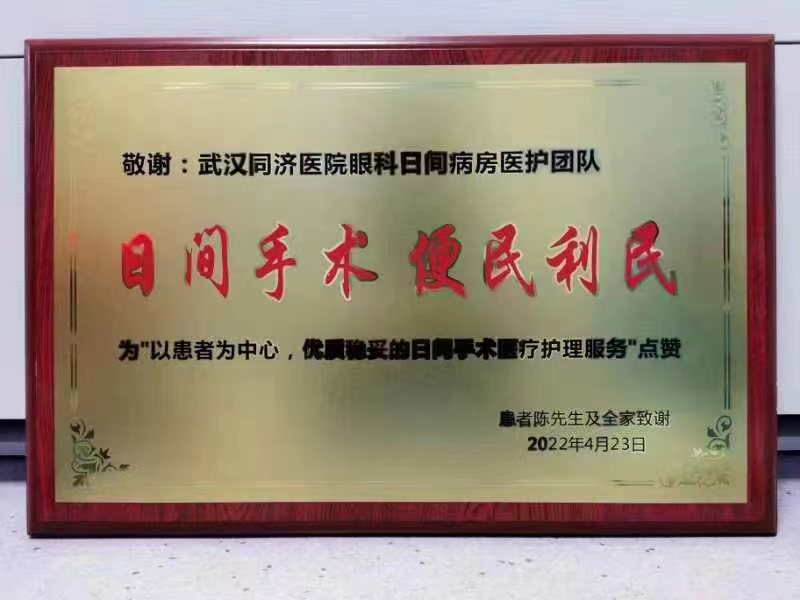 敬谢：武汉同济医院眼科日间病房医护团队
日间手术 便民利民
为"以患者为中心，优质稳妥的日间手术医疗护理服务"点赞
患者陈先生及全家致谢
2022年4月23日